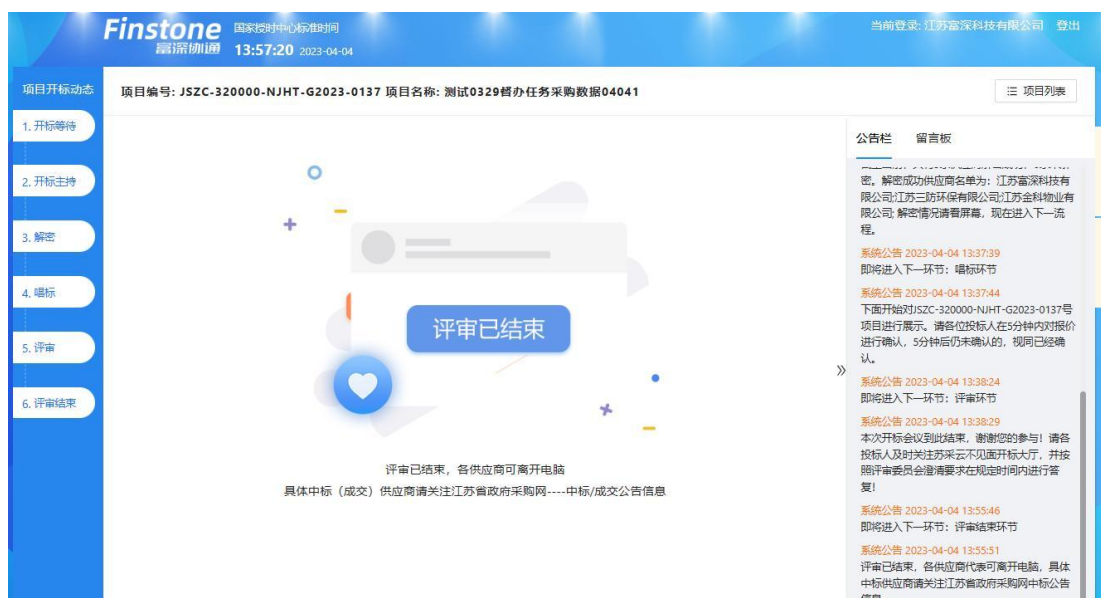 Finstone
富深协通
国家授时中心标准时间
13:57:20 2023-04-04
当前登录: 江苏富深科技有限公司 登出
项目开标动态
项目编号: JSZC-320000-NJHT-G2023-0137 项目名称: 测试0329督办任务采购数据04041
项目列表
1. 开标等待
2. 开标主持
3. 解密
4. 唱标
5. 评审
6. 评审结束
评审已结束
评审已结束，各供应商可离开电脑
具体中标（成交）供应商请关注江苏省政府采购网----中标/成交公告信息
公告栏 留言板
密。解密成功供应商名单为：江苏富深科技有
限公司;江苏三防环保有限公司;江苏金科物业有
限公司; 解密情况请看屏幕，现在进入下一流
程。
系统公告 2023-04-04 13:37:39
即将进入下一环节：唱标环节
系统公告 2023-04-04 13:37:44
下面开始对JSZC-320000-NJHT-G2023-0137号
项目进行展示。请各位投标人在5分钟内对报价
进行确认，5分钟后仍未确认的，视同已经确
认。
系统公告 2023-04-04 13:38:24
即将进入下一环节：评审环节
系统公告 2023-04-04 13:38:29
本次开标会议到此结束，谢谢您的参与！请各
投标人及时关注苏采云不见面开标大厅，并按
照评审委员会澄清要求在规定时间内进行答
复！
系统公告 2023-04-04 13:55:46
即将进入下一环节：评审结束环节
系统公告 2023-04-04 13:55:51
评审已结束，各供应商代表可离开电脑，具体
中标供应商请关注江苏省政府采购网中标公告